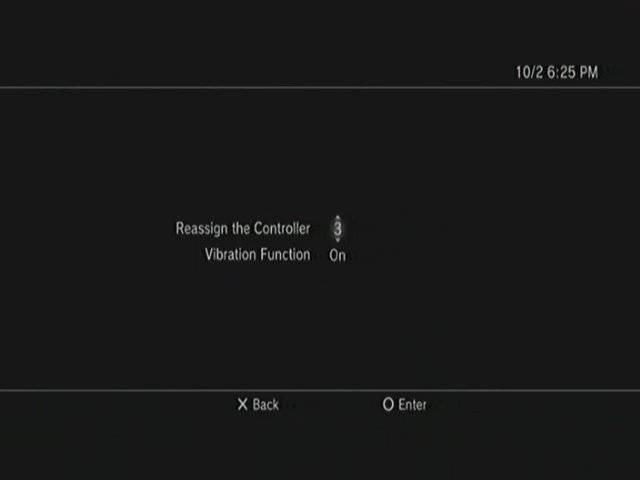 10/2 6:25 PM
Reassign the Controller 3
Vibration Function On
X Back O Enter